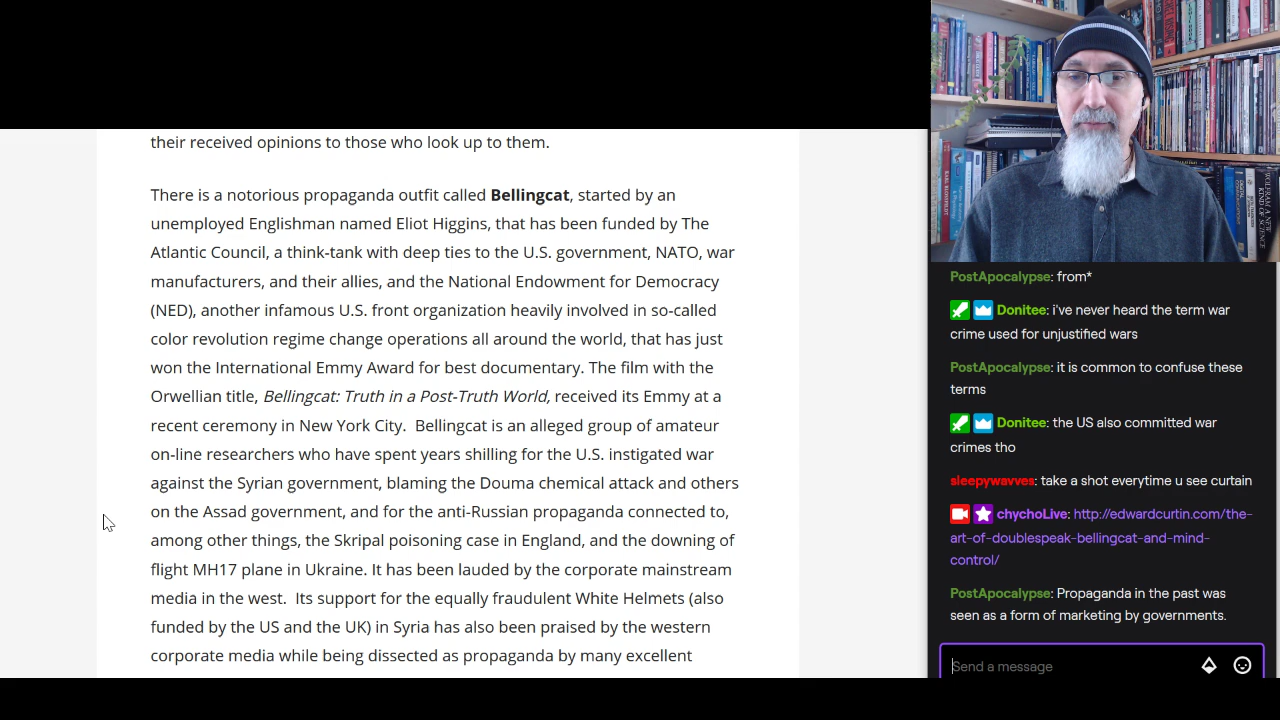 their received opinions to those who look up to them.
There is a notorious propaganda outfit called Bellingcat, started by an
unemployed Englishman named Eliot Higgins, that has been funded by The
Atlantic Council, a think-tank with deep ties to the U.S. government, NATO, war
manufacturers, and their allies, and the National Endowment for Democracy
(NED), another infamous U.S. front organization heavily involved in so-called
color revolution regime change operations all around the world, that has just
won the International Emmy Award for best documentary. The film with the
Orwellian title, Bellingcat: Truth in a Post-Truth World, received its Emmy at a
recent ceremony in New York City.  Bellingcat is an alleged group of amateur
on-line researchers who have spent years shilling for the U.S. instigated war
against the Syrian government, blaming the Douma chemical attack and others
on the Assad government, and for the anti-Russian propaganda connected to,
among other things, the Skripal poisoning case in England, and the downing of
flight MH17 plane in Ukraine. It has been lauded by the corporate mainstream
media in the west.  Its support for the equally fraudulent White Helmets (also
funded by the US and the UK) in Syria has also been praised by the western
corporate media while being dissected as propaganda by many excellent
PostApocalypse: from*
Donitee: i've never heard the term war
crime used for unjustified wars
PostApocalypse: it is common to confuse these
terms
Donitee: the US also committed war
crimes tho
sleepywavves: take a shot everytime u see curtain
chychoLive: http://edwardcurtin.com/the-
art-of-doublespeak-bellingcat-and-mind-
control/
PostApocalypse: Propaganda in the past was
seen as a form of marketing by governments.
Send a message